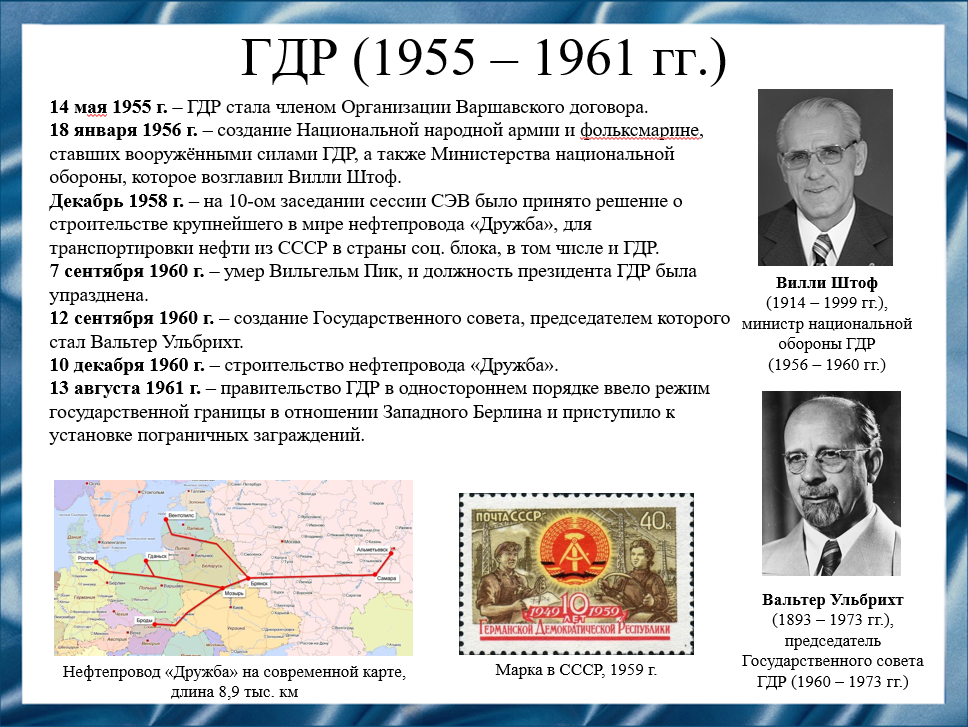 ГДР (1955 – 1961 гг.)
14 мая 1955 г. – ГДР стала членом Организации Варшавского договора.
18 января 1956 г. – создание Национальной народной армии и фольксмарине,
ставших вооружёнными силами ГДР, а также Министерства национальной
обороны, которое возглавил Вилли Штоф.
Декабрь 1958 г. – на 10-ом заседании сессии СЭВ было принято решение о
строительстве крупнейшего в мире нефтепровода «Дружба», для
транспортировки нефти из СССР в страны соц. блока, в том числе и ГДР.
7 сентября 1960 г. – умер Вильгельм Пик, и должность президента ГДР была
упразднена.
12 сентября 1960 г. – создание Государственного совета, председателем которого
стал Вальтер Ульбрихт.
10 декабря 1960 г. – строительство нефтепровода «Дружба».
13 августа 1961 г. – правительство ГДР в одностороннем порядке ввело режим
государственной границы в отношении Западного Берлина и приступило к
установке пограничных заграждений.
Вилли Штоф
(1914 – 1999 гг.),
министр национальной
обороны ГДР
(1956 – 1960 гг.)
Вальтер Ульбрихт
(1893 – 1973 гг.),
председатель
Государственного совета
ГДР (1960 – 1973 гг.)
Вентспилс
Гданьск
Росток
Альметьевск
Самара
Брянск
Мозырь
Броды
Москва
Украина
Нефтепровод «Дружба» на современной карте,
длина 8,9 тыс. км
ПОЧТА СССР
40к
1949 10 1959
ЛЕТ
ГЕРМАНСКОЙ ДЕМОКРАТИЧЕСКОЙ РЕСПУБЛИКИ
Марка в СССР, 1959 г.